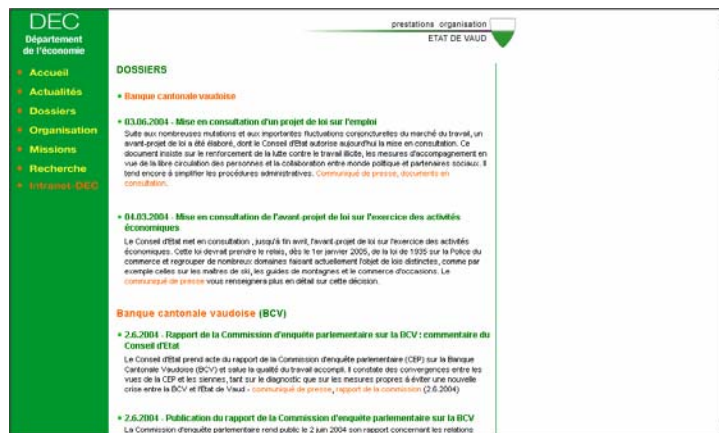 DEC
Département
de l'économie
Accueil
Actualités
Dossiers
Organisation
Missions
Recherche
Intranet-DEC
prestations organisation
ETAT DE VAUD
DOSSIERS
Banque cantonale vaudoise
03.06.2004 - Mise en consultation d'un projet de loi sur l'emploi
Suite aux nombreuses mutations et aux importantes fluctuations conjoncturelles du marché du travail, un
avant-projet de loi a été élaboré, dont le Conseil d'Etat autorise aujourd'hui la mise en consultation. Ce
document insiste sur le renforcement de la lutte contre le travail illicite, les mesures d'accompagnement en
vue de la libre circulation des personnes et la collaboration entre monde politique et partenaires sociaux. Il
tend encore à simplifier les procédures administratives. Communiqué de presse, documents en
consultation.
04.03.2004 - Mise en consultation de l'avant-projet de loi sur l'exercice des activités
économiques
Le Conseil d'Etat met en consultation , jusqu'à fin avril, l'avant-projet de loi sur l'exercice des activités
économiques. Cette loi devrait prendre le relais, dès le 1er janvier 2005, de la loi de 1935 sur la Police du
commerce et regrouper de nombreux domaines faisant actuellement l'objet de lois distinctes, comme par
exemple celles sur les maîtres de ski, les guides de montagnes et le commerce d'occasions. Le
communiqué de presse vous renseignera plus en détail sur cette décision.
Banque cantonale vaudoise (BCV)
2.6.2004 - Rapport de la Commission d'enquête parlementaire sur la BCV : commentaire du
Conseil d'Etat
Le Conseil d'Etat prend acte du rapport de la Commission d'enquête parlementaire (CEP) sur la Banque
Cantonale Vaudoise (BCV) et salue la qualité du travail accompli. Il constate des convergences entre les
vues de la CEP et les siennes, tant sur le diagnostic que sur les mesures propres à éviter une nouvelle
crise entre la BCV et l'Etat de Vaud - communiqué de presse, rapport de la commission (2.6.2004)
2.6.2004 - Publication du rapport de la Commission d'enquête parlementaire sur la BCV
La Commission d'enquête parlementaire rend public le 2 juin 2004 son rapport concernant les relations